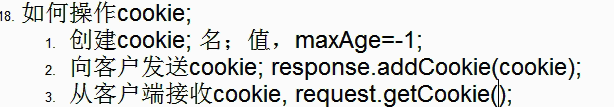 18. 如何操作cookie;
1. 创建cookie; 名；值，maxAge=-1;
2. 向客户发送cookie; response.addCookie(cookie);
3. 从客户端接收cookie, request.getCookie();